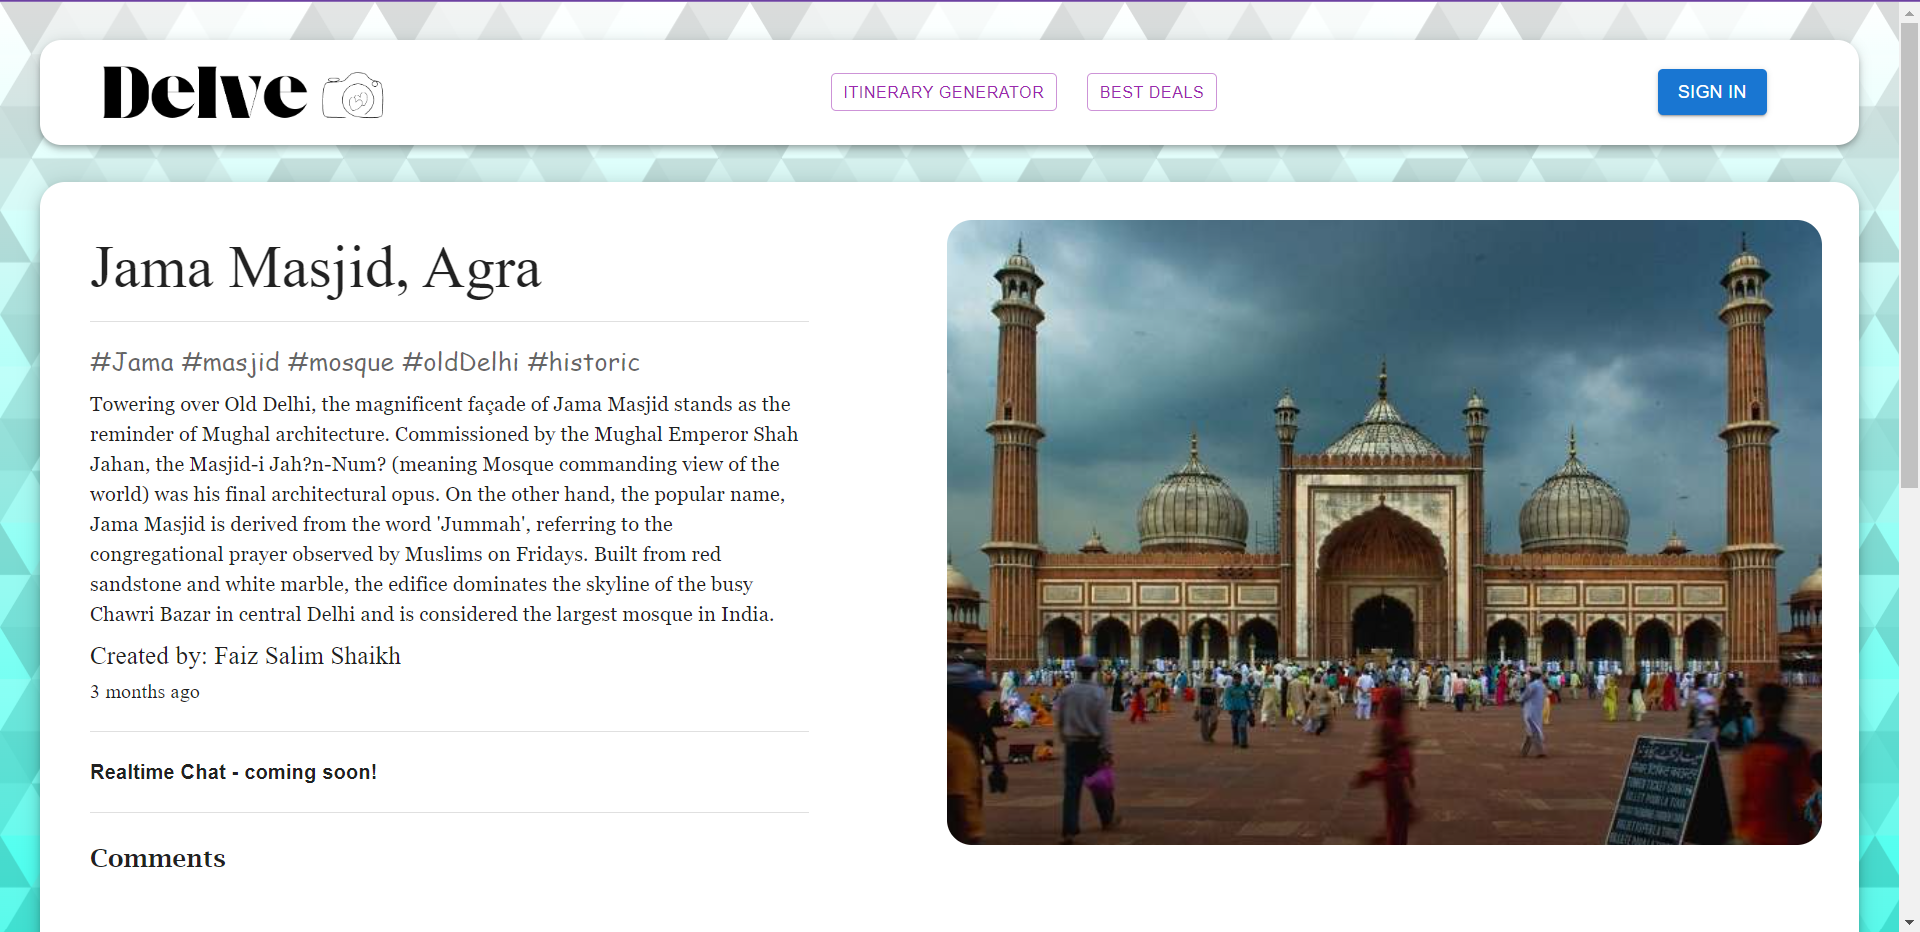 Delve
ITINERARY GENERATOR
BEST DEALS
SIGN IN
Jama Masjid, Agra
#Jama #masjid #mosque #oldDelhi #historic
Towering over Old Delhi, the magnificent façade of Jama Masjid stands as the
reminder of Mughal architecture. Commissioned by the Mughal Emperor Shah
Jahan, the Masjid-i Jah?n-Num? (meaning Mosque commanding view of the
world) was his final architectural opus. On the other hand, the popular name,
Jama Masjid is derived from the word 'Jummah', referring to the
congregational prayer observed by Muslims on Fridays. Built from red
sandstone and white marble, the edifice dominates the skyline of the busy
Chawri Bazar in central Delhi and is considered the largest mosque in India.
Created by: Faiz Salim Shaikh
3 months ago
Realtime Chat - coming soon!
Comments